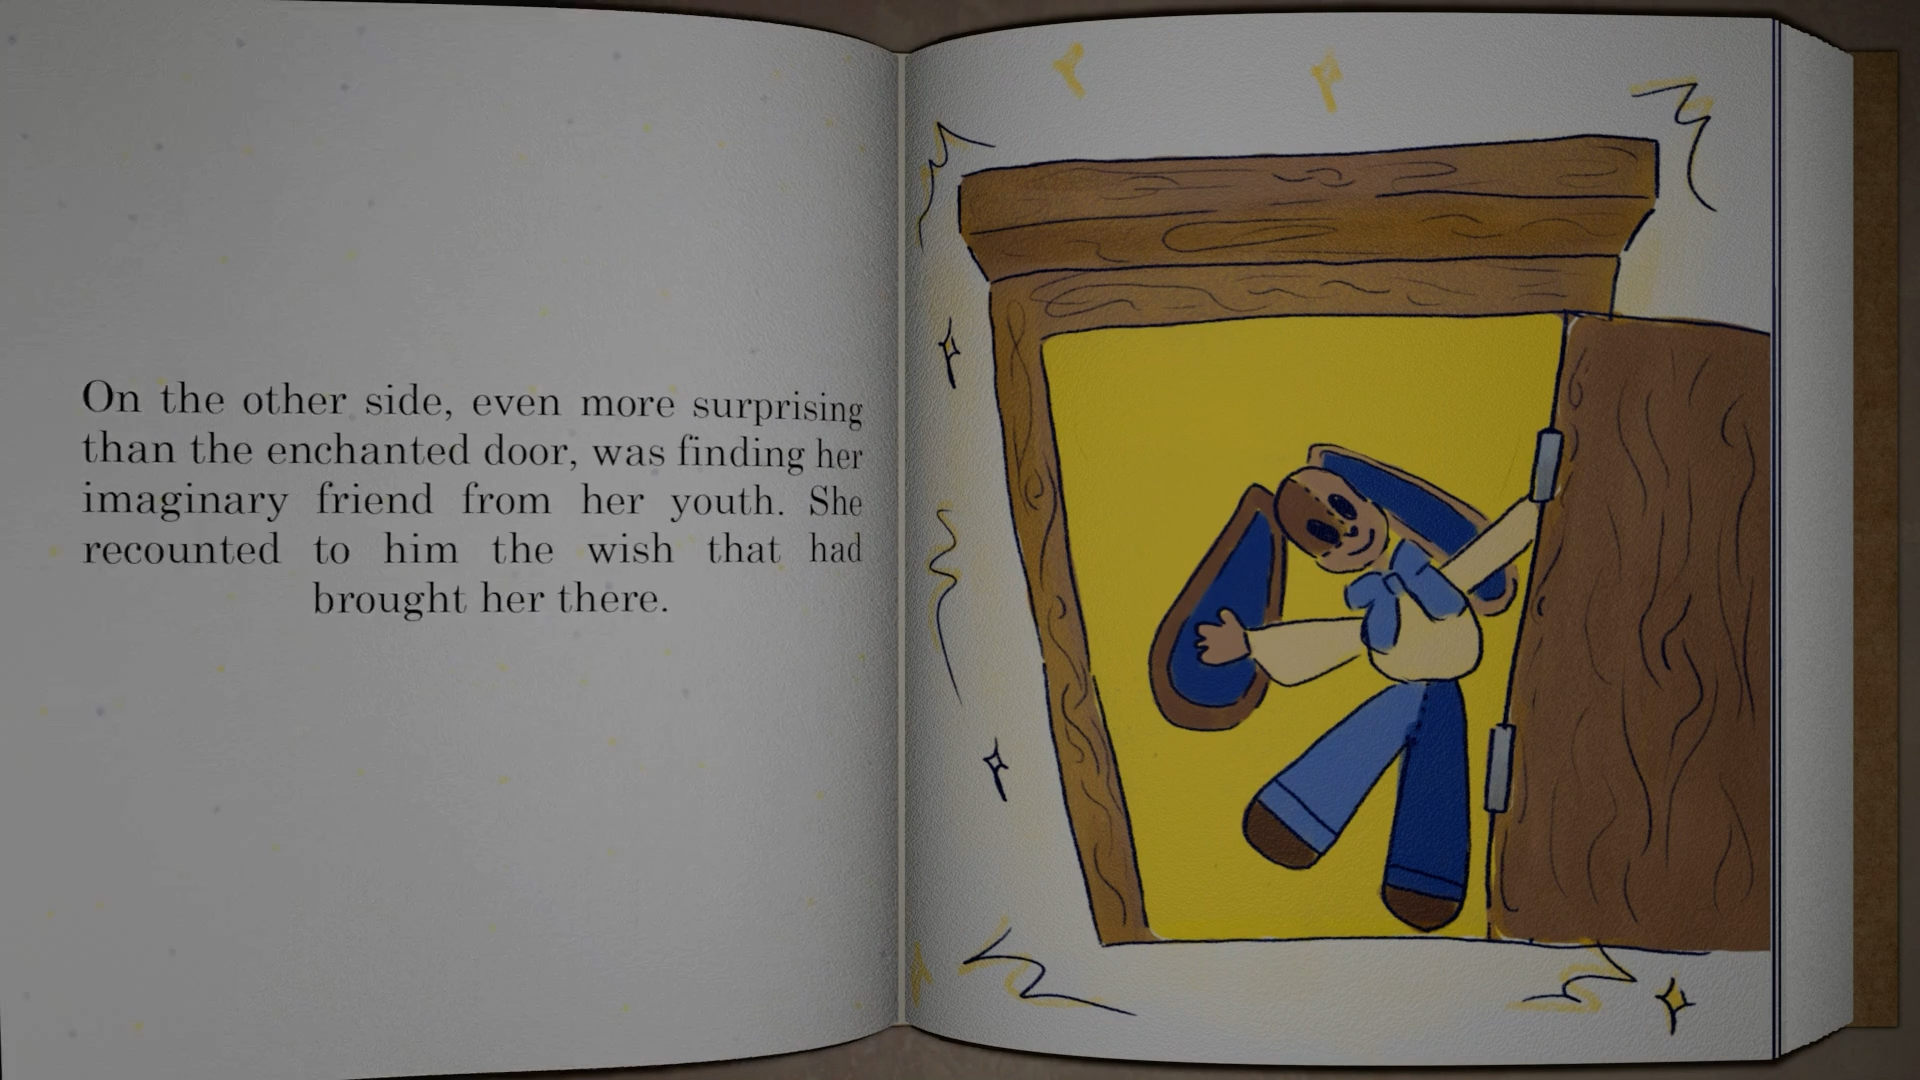 On the other side, even more surprising
than the enchanted door, was finding her
imaginary friend from her youth. She
recounted to him the wish that had
brought her there.